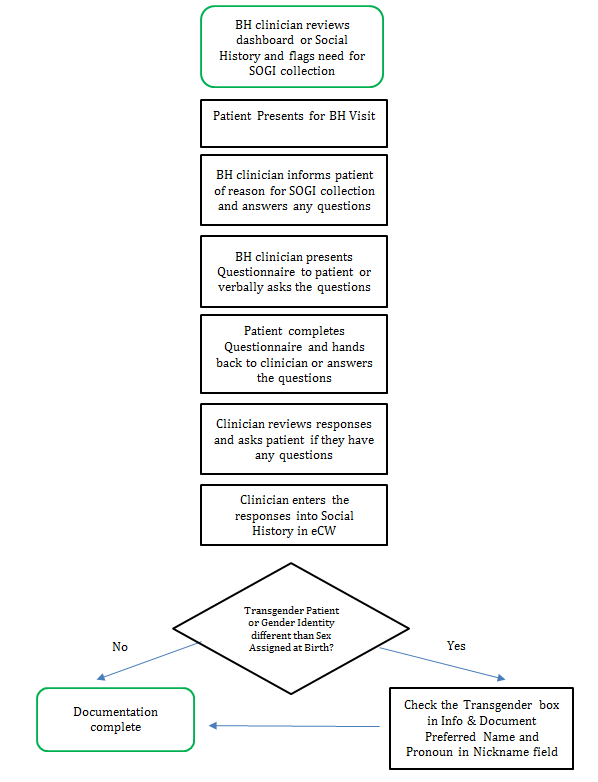 BH clinician reviews
dashboard or Social
History and flags need for
SOGI collection
Patient Presents for BH Visit
BH clinician informs patient
of reason for SOGI collection
and answers any questions
BH clinician presents
Questionnaire to patient or
verbally asks the questions
Patient completes
Questionnaire and hands
back to clinician or answers
the questions
Clinician reviews responses
and asks patient if they have
any questions
Clinician enters the
responses into Social
History in eCW
Transgender Patient
or Gender Identity
different than Sex
Assigned at Birth?
No
Yes
Documentation
complete
Check the Transgender box
in Info & Document
Preferred Name and
Pronoun in Nickname field